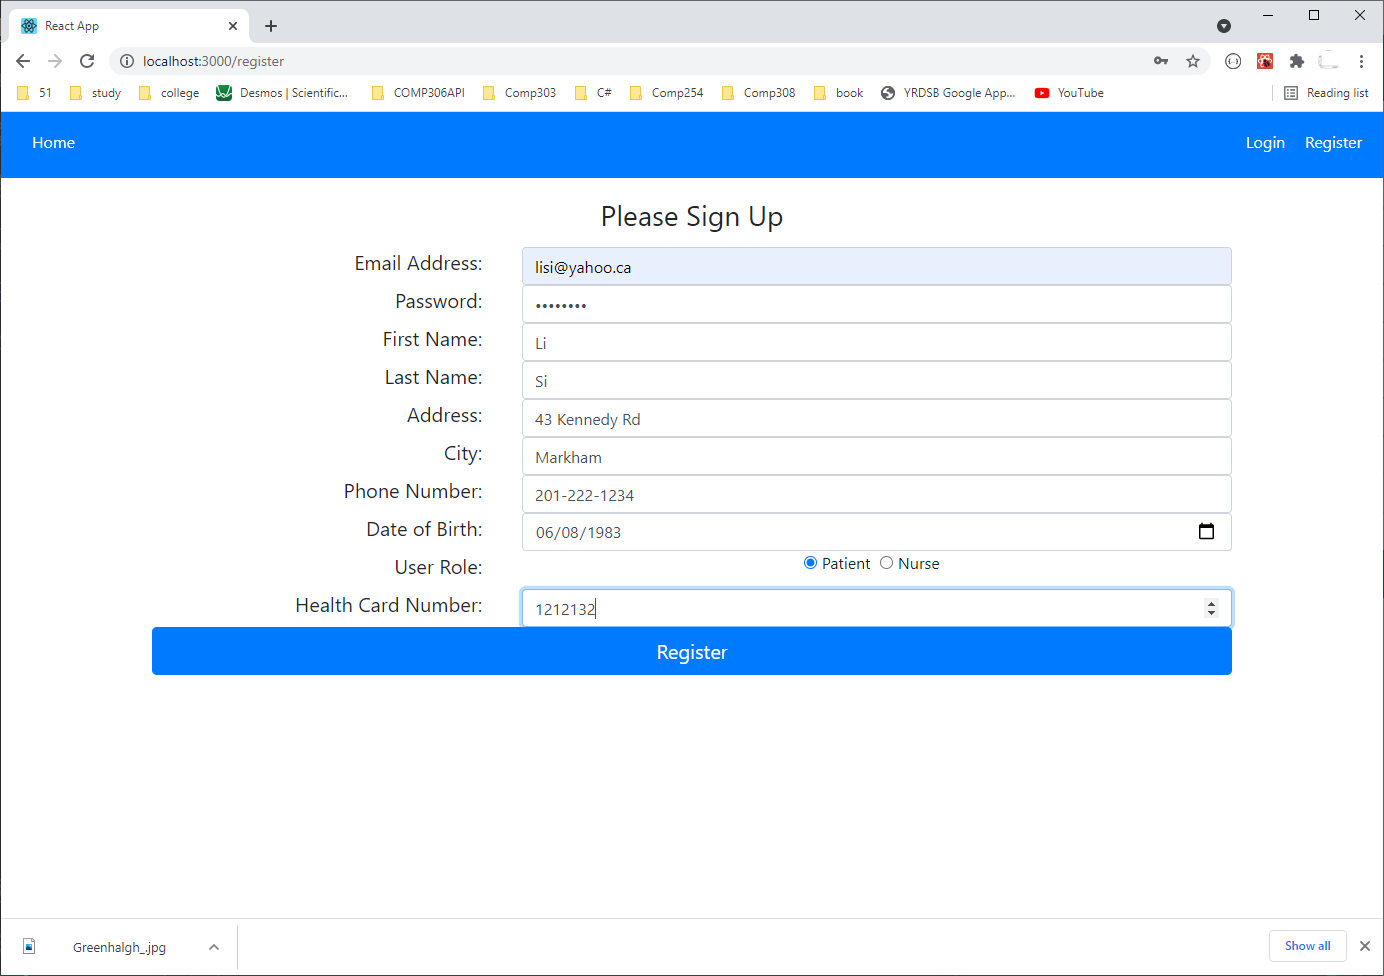 React App
localhost:3000/register
51 study college Desmos | Scientific... COMP306API Comp303 C# Comp254 Comp308 book YRDSB Google App... YouTube Reading list
Home Login Register
Please Sign Up
Email Address: lisi@yahoo.ca
Password: ••••••••
First Name: Li
Last Name: Si
Address: 43 Kennedy Rd
City: Markham
Phone Number: 201-222-1234
Date of Birth: 06/08/1983
User Role: Patient Nurse
Health Card Number: 1212132
Register
Greenhalgh_.jpg Show all